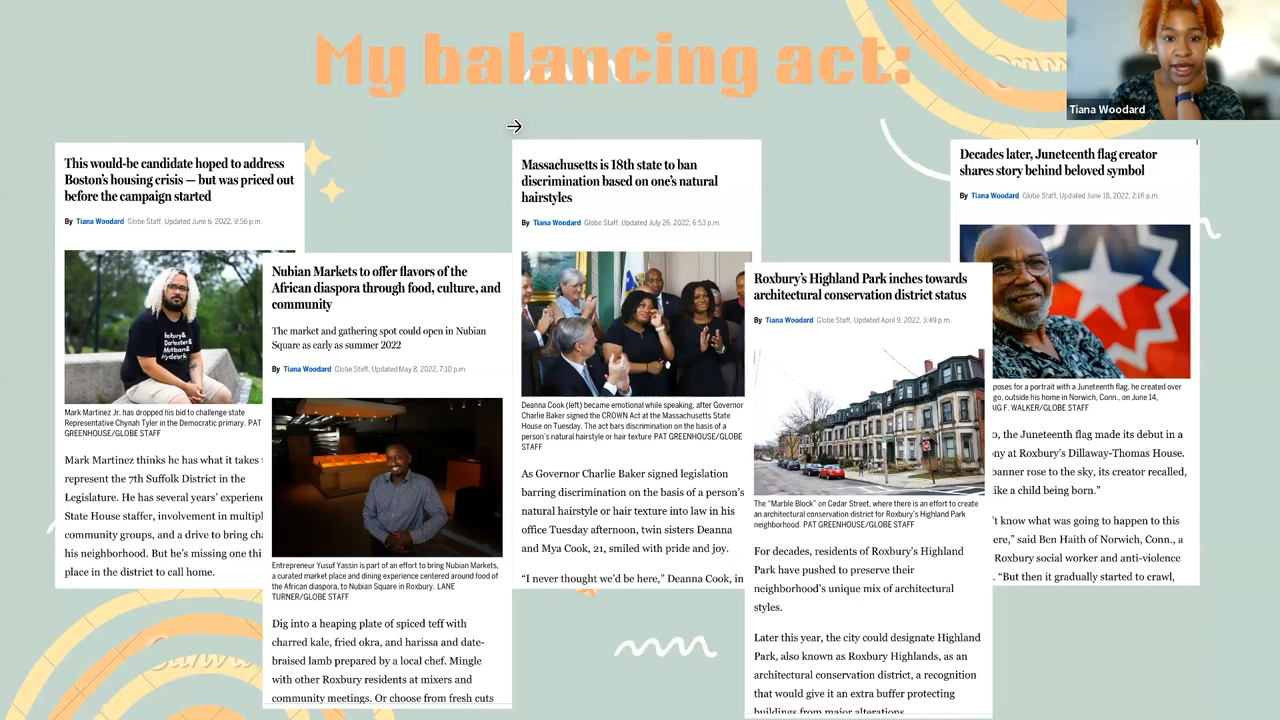 My balancing act:
Tiana Woodard
This would-be candidate hoped to address
Boston's housing crisis — but was priced out
before the campaign started
By Tiana Woodard Globe Staff, Updated June 6, 2022, 9:56 p.m.
Mark Martinez Jr. has dropped his bid to challenge state
Representative Chynah Tyler in the Democratic primary. PAT
GREENHOUSE/GLOBE STAFF
Mark Martinez thinks he has what it takes
represent the 7th Suffolk District in the
Legislature. He has several years' experien
State House staffer, involvement in
community groups, and a drive to bring
his neighborhood. But he's missing one
place in the district to call home.
Nubian Markets to offer flavors of the
African diaspora through food, culture, and
community
The market and gathering spot could open in Nubian
Square as early as summer 2022
By Tiana Woodard Globe Staff, Updated May 8, 2022, 7:10 p.m.
Entrepreneur Yusuf Yassin is part of an effort to bring Nubian Markets,
a curated market place and dining experience centered around food of
the African diaspora, to Nubian Square in Roxbury. LANE
TURNER/GLOBE STAFF
Dig into a heaping plate of spiced teff with
charred kale, fried okra, and harissa and date-
braised lamb prepared by a local chef. Mingle
with other Roxbury residents at mixers and
community meetings. Or choose from fresh cuts
Massachusetts is 18th state to ban
discrimination based on one's natural
hairstyles
By Tiana Woodard Globe Staff, Updated July 26, 2022, 6:53 p.m.
Deanna Cook (left) became emotional while speaking, after Governor
Charlie Baker signed the CROWN Act at the Massachusetts State
House on Tuesday. The act bars discrimination on the basis of a
person's natural hairstyle or hair texture PAT GREENHOUSE/GLOBE
STAFF
As Governor Charlie Baker signed legislation
barring discrimination on the basis of a person's
natural hairstyle or hair texture into law in his
office Tuesday afternoon, twin sisters Deanna
and Mya Cook, 21, smiled with pride and joy.
"I never thought we'd be here," Deanna Cook, in
Roxbury's Highland Park inches towards
architectural conservation district status
By Tiana Woodard Globe Staff, Updated April 9, 2022, 3:49 p.m.
The "Marble Block" on Cedar Street, where there is an effort to create
an architectural conservation district for Roxbury's Highland Park
neighborhood. PAT GREENHOUSE/GLOBE STAFF
For decades, residents of Roxbury's Highland
Park have pushed to preserve their
neighborhood's unique mix of architectural
styles.
Later this year, the city could designate Highland
Park, also known as Roxbury Highlands, as an
architectural conservation district, a recognition
that would give it an extra buffer protecting
buildings from major alterations.
Decades later, Juneteenth flag creator
shares story behind beloved symbol
By Tiana Woodard Globe Staff, Updated June 18, 2022, 2:16 p.m.
poses for a portrait with a Juneteenth flag, he created over
go, outside his home in Norwich, Conn., on June 14,
F. WALKER/GLOBE STAFF
the Juneteenth flag made its debut in a
ny at Roxbury's Dillaway-Thomas House.
banner rose to the sky, its creator recalled,
like a child being born."
't know what was going to happen to this
ere," said Ben Haith of Norwich, Conn., a
Roxbury social worker and anti-violence
. "But then it gradually started to crawl,